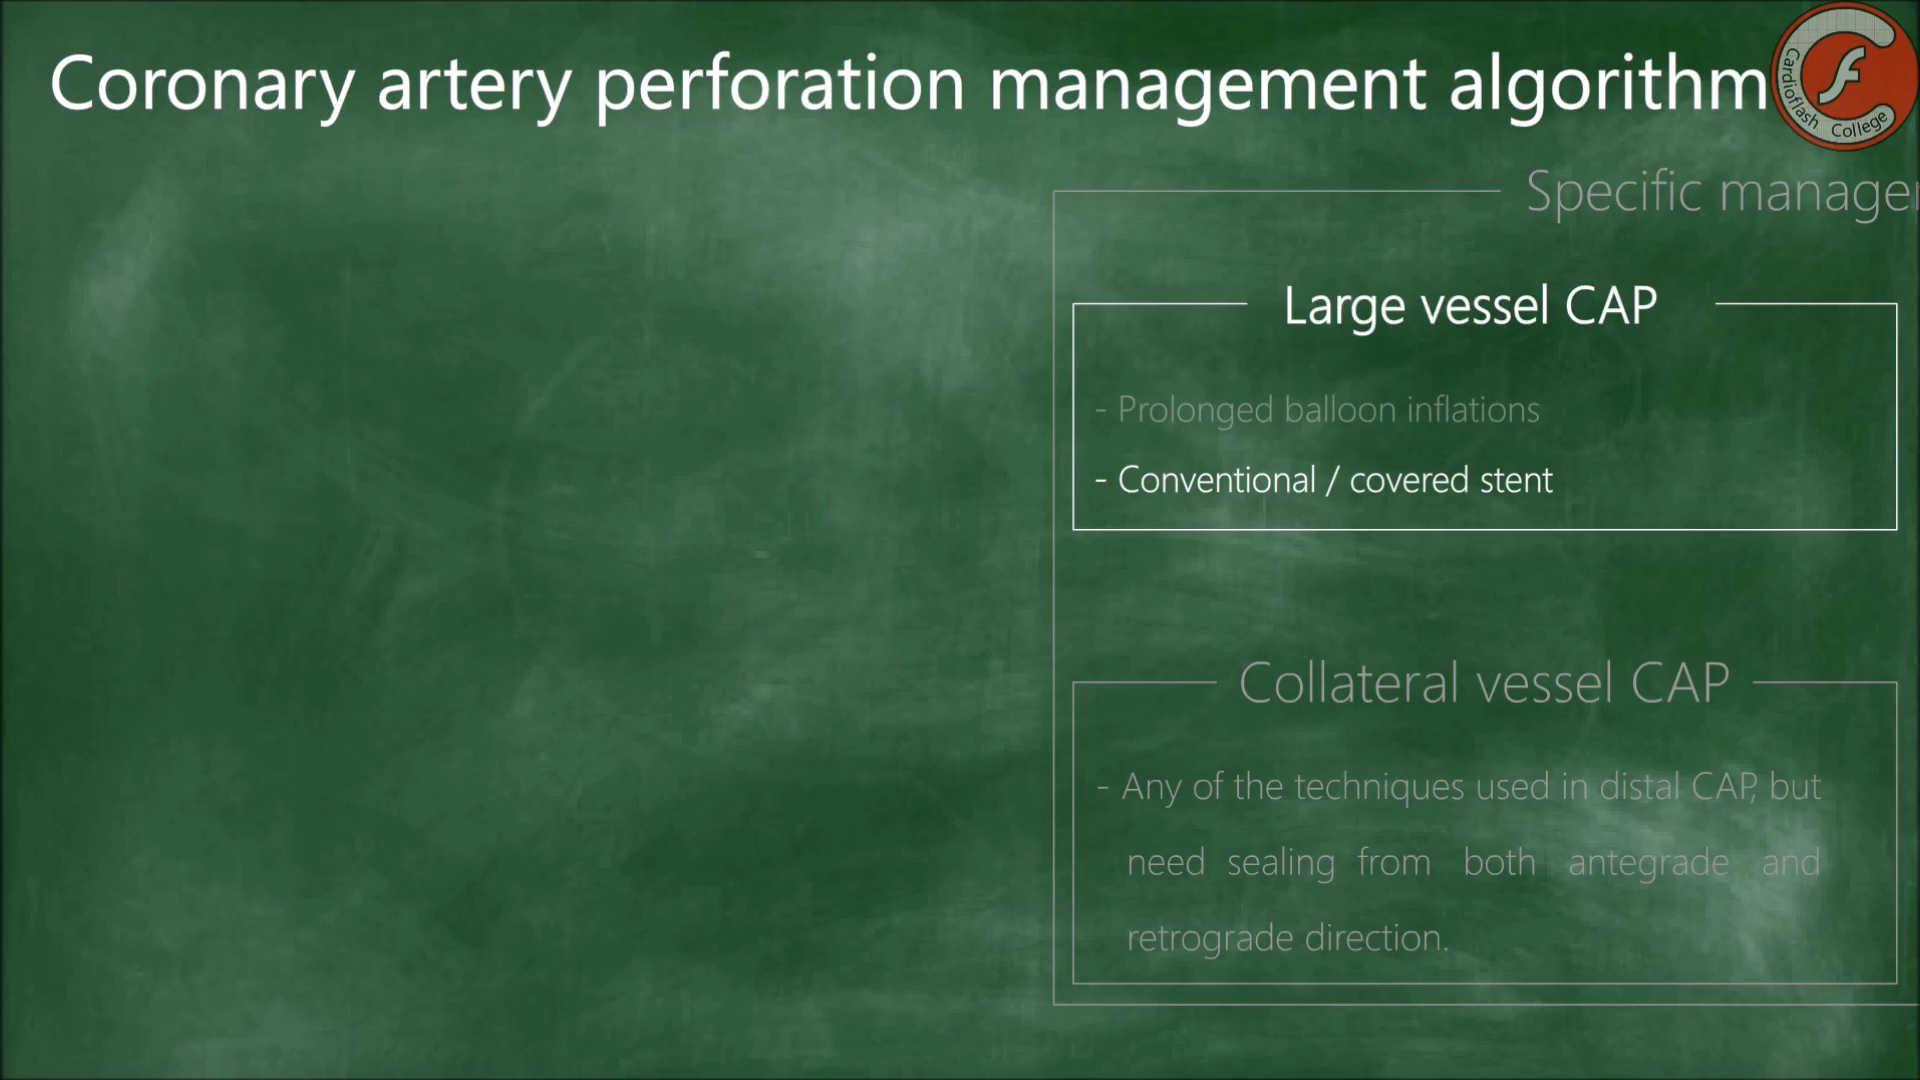 Coronary artery perforation management algorithm
Cardioflash College
Specific
Large vessel CAP
- Prolonged balloon inflations
- Conventional / covered stent
Collateral vessel CAP
- Any of the techniques used in distal CAP, but
need sealing from both antegrade and
retrograde direction.